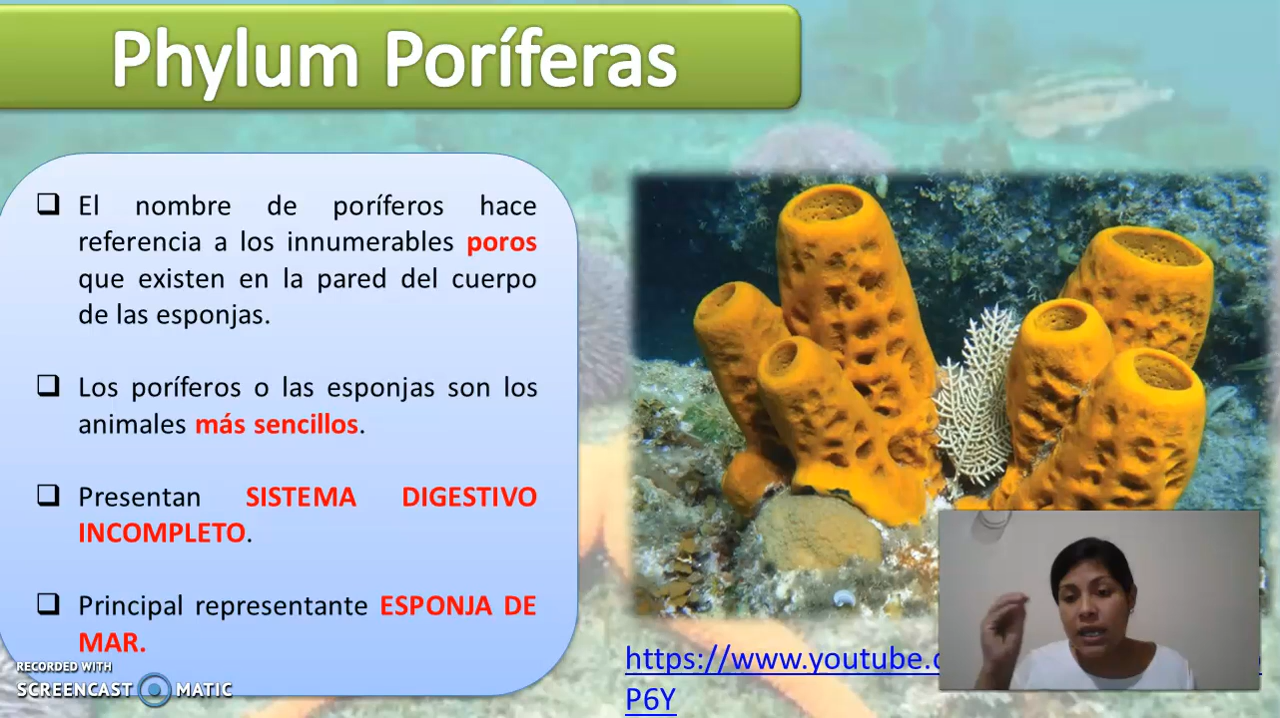 Phylum Poríferas
❑ El nombre de poríferos hace
referencia a los innumerables poros
que existen en la pared del cuerpo
de las esponjas.
❑ Los poríferos o las esponjas son los
animales más sencillos.
❑ Presentan SISTEMA DIGESTIVO
INCOMPLETO.
❑ Principal representante ESPONJA DE
MAR.
RECORDED WITH
SCREENCAST MATIC
https://www.youtube.
P6Y